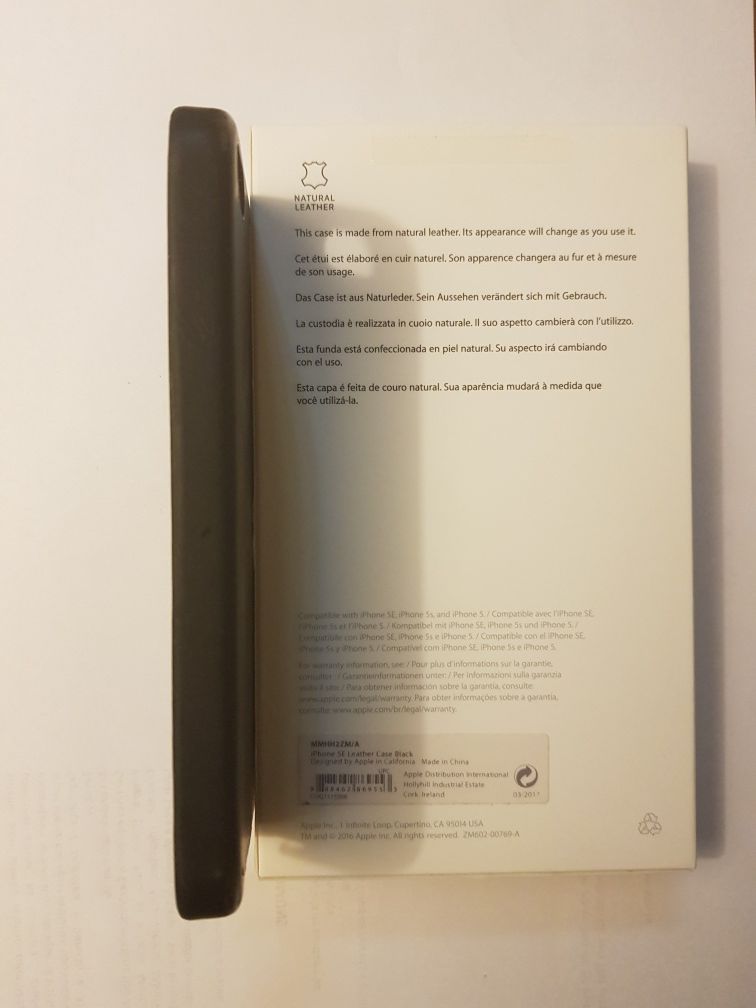 NATURAL
LEATHER
This case is made from natural leather. Its appearance will change as you use it.
Cet étui est élaboré en cuir naturel. Son apparence changera au fur et à mesure
de son usage.
Das Case ist aus Naturleder. Sein Aussehen verändert sich mit Gebrauch.
La custodia è realizzata in cuoio naturale. Il suo aspetto cambierà con l'utilizzo.
Esta funda está confeccionada en piel natural. Su aspecto irá cambiando
con el uso.
Esta capa é feita de couro natural. Sua aparência mudará à medida que
você utilizá-la.
Compatible with iPhone SE, iPhone 5s, and iPhone 5. / Compatible avec l'iPhone SE,
l'iPhone 5s et l'iPhone 5. / Kompatibel mit iPhone SE, iPhone 5s und iPhone 5. /
Compatibile con iPhone SE, iPhone 5s e iPhone 5. / Compatible con el iPhone SE,
iPhone 5s y iPhone 5. / Compatível com iPhone SE, iPhone 5s e iPhone 5.
For warranty information, see: / Pour plus d'informations sur la garantie,
consulter : / Garantieinformationen unter: / Per informazioni sulla garanzia
visita il sito: / Para obtener información sobre la garantía, consulte
www.apple.com/legal/warranty. Para obter informações sobre a garantia,
consulte www.apple.com/br/legal/warranty.
MMHH2ZM/A
iPhone SE Leather Case Black
Designed by Apple in California Made in China
UPC
Apple Distribution International
Hollyhill Industrial Estate
Cork Ireland
Apple Inc., 1 Infinite Loop, Cupertino, CA 95014 USA
TM and © 2016 Apple Inc. All rights reserved. ZM602-00769-A